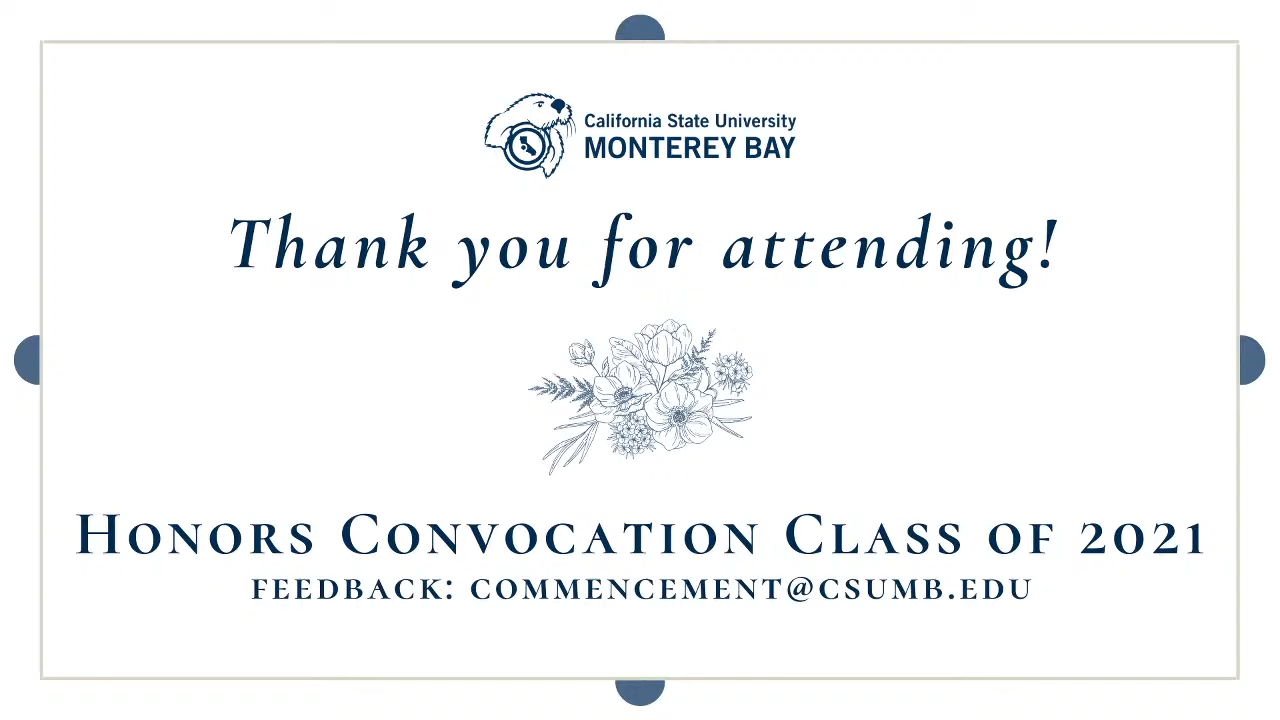 California State University
MONTEREY BAY
Thank you for attending!
Honors Convocation Class of 2021
feedback: commencement@csumb.edu